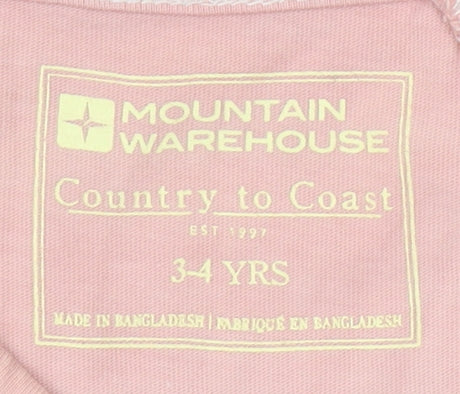 MOUNTAIN
WAREHOUSE
Country to Coast
EST 1997
3-4 YRS
MADE IN BANGLADESH | FABRIQUÉ EN BANGLADESH